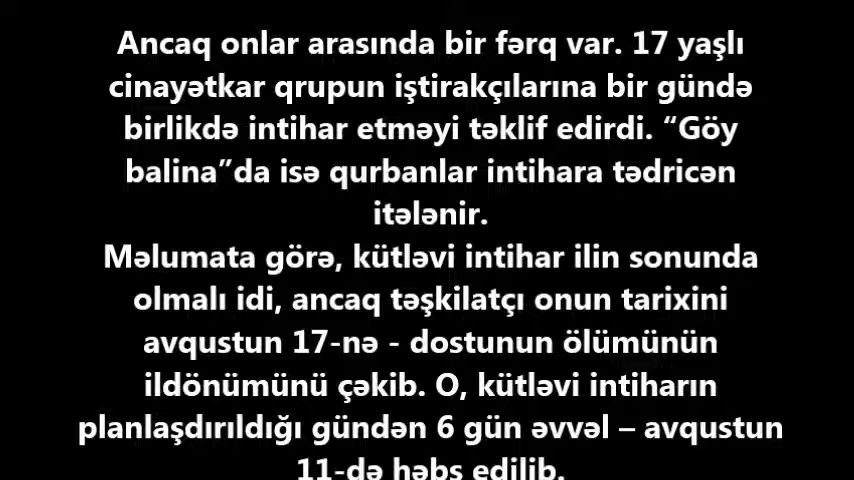 Ancaq onlar arasında bir fərq var. 17 yaşlı
cinayətkar qrupun iştirakçılarına bir gündə
birlikdə intihar etməyi təklif edirdi. “Göy
balina”da isə qurbanlar intihara tədricən
itələnir.
Məlumata görə, kütləvi intihar ilin sonunda
olmalı idi, ancaq təşkilatçı onun tarixini
avqustun 17-nə - dostunun ölümünün
ildönümünü çəkib. O, kütləvi intiharın
planlaşdırıldığı gündən 6 gün əvvəl – avqustun
11-də həbs edilib.